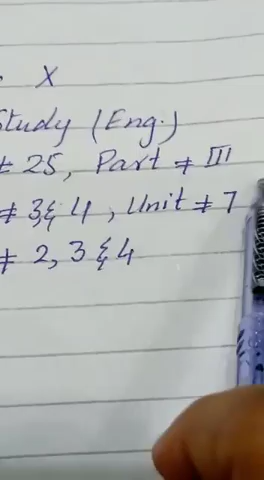 X
Study (Eng.)
# 25, Part # III
# 3,& 4, Unit # 7
# 2, 3 & 4